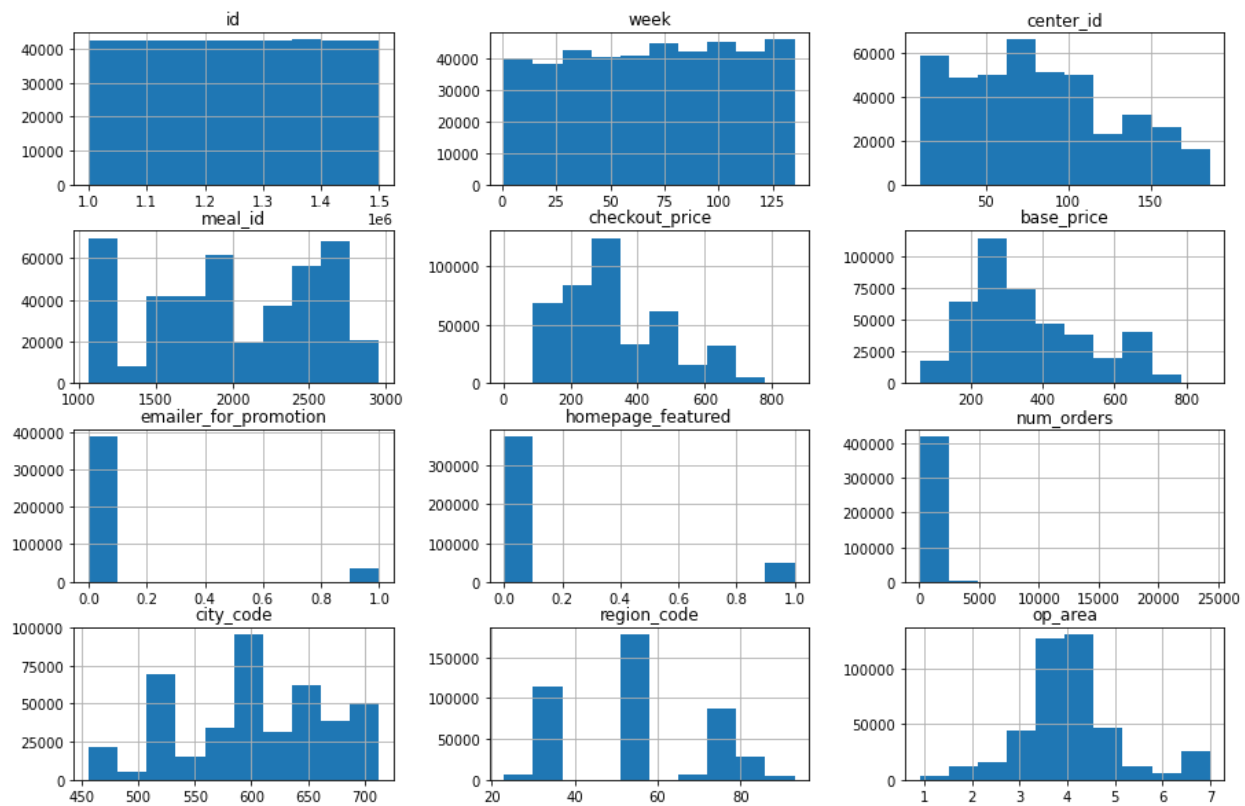 id
40000
30000
20000
10000
0
1.0 1.1 1.2 1.3 1.4 1.5
1e6
week
40000
30000
20000
10000
0
0 25 50 75 100 125
center_id
60000
40000
20000
0
50 100 150
meal_id
60000
40000
20000
0
1000 1500 2000 2500 3000
checkout_price
100000
50000
0
0 200 400 600 800
base_price
100000
75000
50000
25000
0
200 400 600 800
emailer_for_promotion
400000
300000
200000
100000
0
0.0 0.2 0.4 0.6 0.8 1.0
homepage_featured
300000
200000
100000
0
0.0 0.2 0.4 0.6 0.8 1.0
num_orders
400000
300000
200000
100000
0
0 5000 10000 15000 20000 25000
city_code
100000
75000
50000
25000
0
450 500 550 600 650 700
region_code
150000
100000
50000
0
20 40 60 80
op_area
100000
50000
0
1 2 3 4 5 6 7